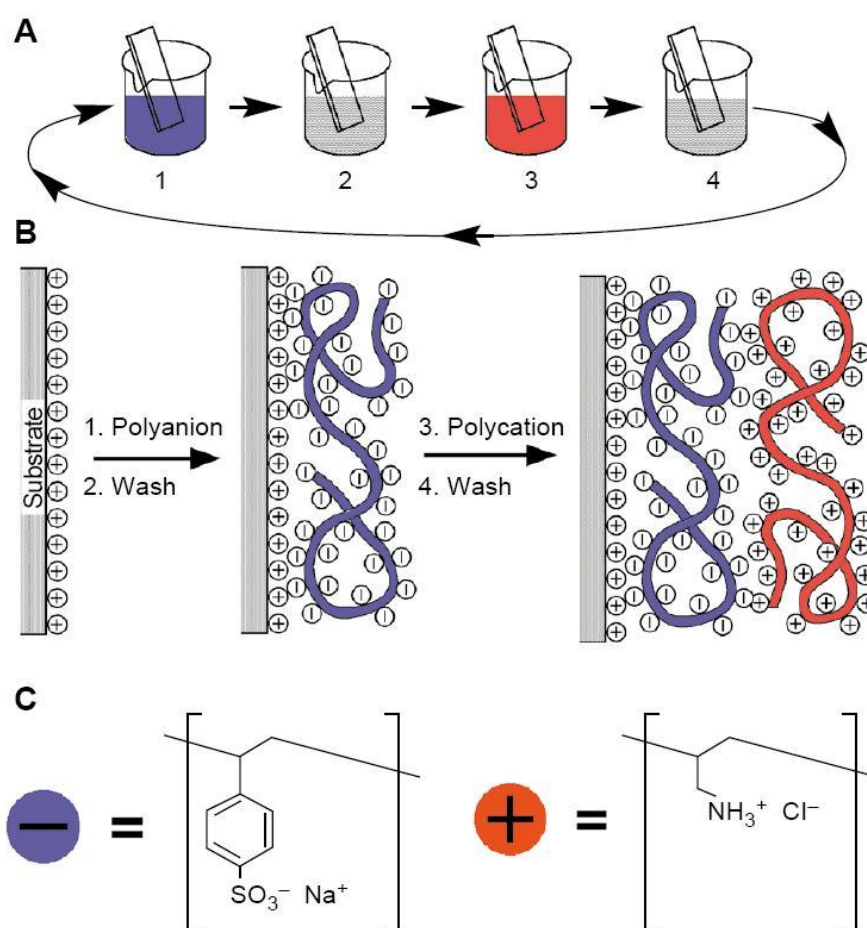 A
1 2 3 4
B
Substrate
1. Polyanion
2. Wash
3. Polycation
4. Wash
C
− = SO₃⁻ Na⁺
+ = NH₃⁺ Cl⁻